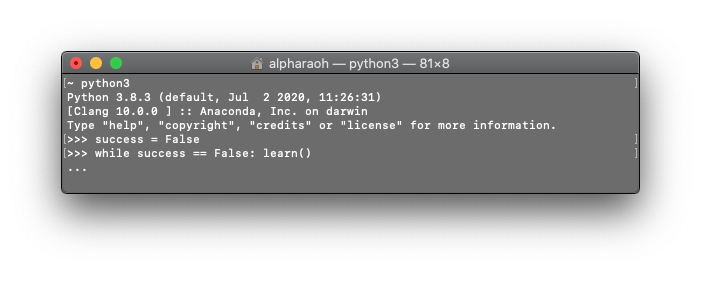 alpharaoh — python3 — 81×8
[~ python3 ]
Python 3.8.3 (default, Jul  2 2020, 11:26:31)
[Clang 10.0.0 ] :: Anaconda, Inc. on darwin
Type "help", "copyright", "credits" or "license" for more information.
[>>> success = False ]
[>>> while success == False: learn() ]
...